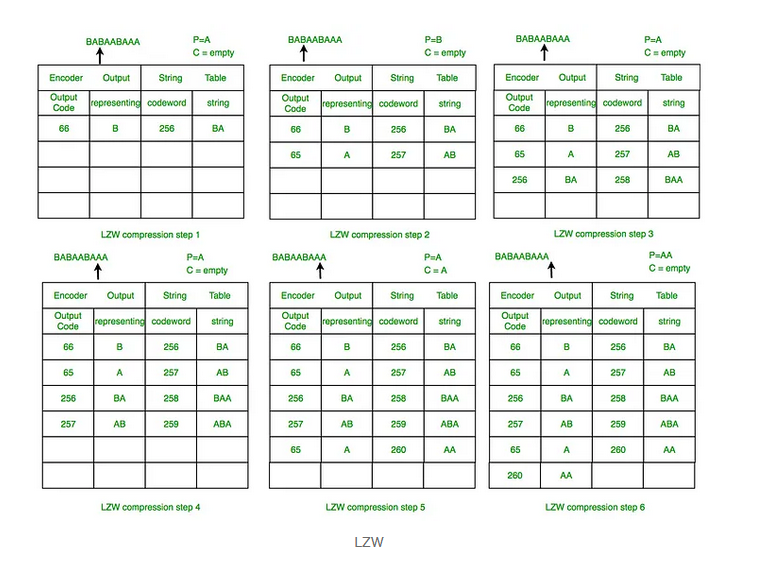 BABAABAAA P=A
C = empty
Encoder Output String Table
Output Code representing codeword string
66 B 256 BA
LZW compression step 1
BABAABAAA P=B
C = empty
Encoder Output String Table
Output Code representing codeword string
66 B 256 BA
65 A 257 AB
LZW compression step 2
BABAABAAA P=A
C = empty
Encoder Output String Table
Output Code representing codeword string
66 B 256 BA
65 A 257 AB
256 BA 258 BAA
LZW compression step 3
BABAABAAA P=A
C = empty
Encoder Output String Table
Output Code representing codeword string
66 B 256 BA
65 A 257 AB
256 BA 258 BAA
257 AB 259 ABA
LZW compression step 4
BABAABAAA P=A
C = A
Encoder Output String Table
Output Code representing codeword string
66 B 256 BA
65 A 257 AB
256 BA 258 BAA
257 AB 259 ABA
65 A 260 AA
LZW compression step 5
BABAABAAA P=AA
C = empty
Encoder Output String Table
Output Code representing codeword string
66 B 256 BA
65 A 257 AB
256 BA 258 BAA
257 AB 259 ABA
65 A 260 AA
260 AA
LZW compression step 6
LZW